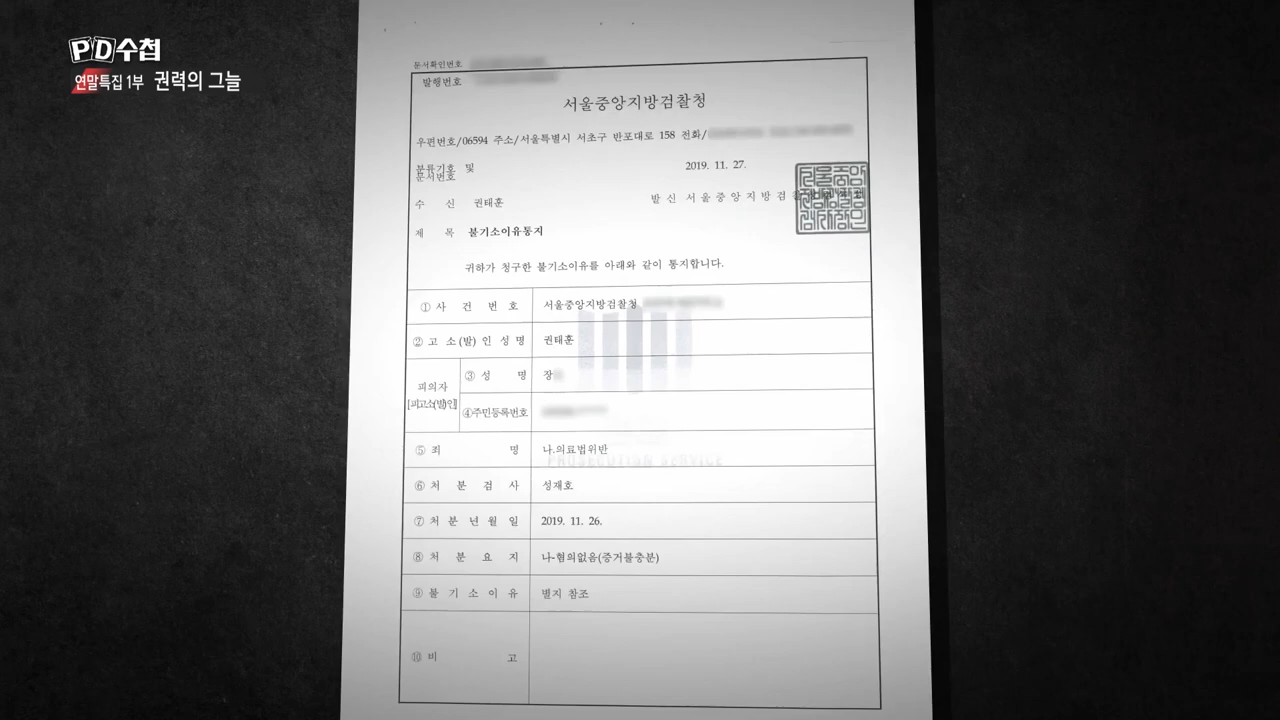 PD수첩
연말특집 1부 권력의 그늘
문서확인번호
발행번호
서울중앙지방검찰청
우편번호/06594 주소/서울특별시 서초구 반포대로 158 전화/
분류기호 및
문서번호
2019. 11. 27.
수 신 권태훈
발 신 서 울 중 앙 지 방 검
제 목 불기소이유통지
귀하가 청구한 불기소이유를 아래와 같이 통지합니다.
① 사 건 번 호 서울중앙지방검찰청
② 고 소(발) 인 성 명 권태훈
피의자
[피고소(발)인]
③ 성 명 장
④주민등록번호
⑤ 죄 명 나.의료법위반
PROSECUTION SERVICE
⑥ 처 분 검 사 성재호
⑦ 처 분 년 월 일 2019. 11. 26.
⑧ 처 분 요 지 나-혐의없음(증거불충분)
⑨ 불 기 소 이 유 별지 참조
⑩ 비 고